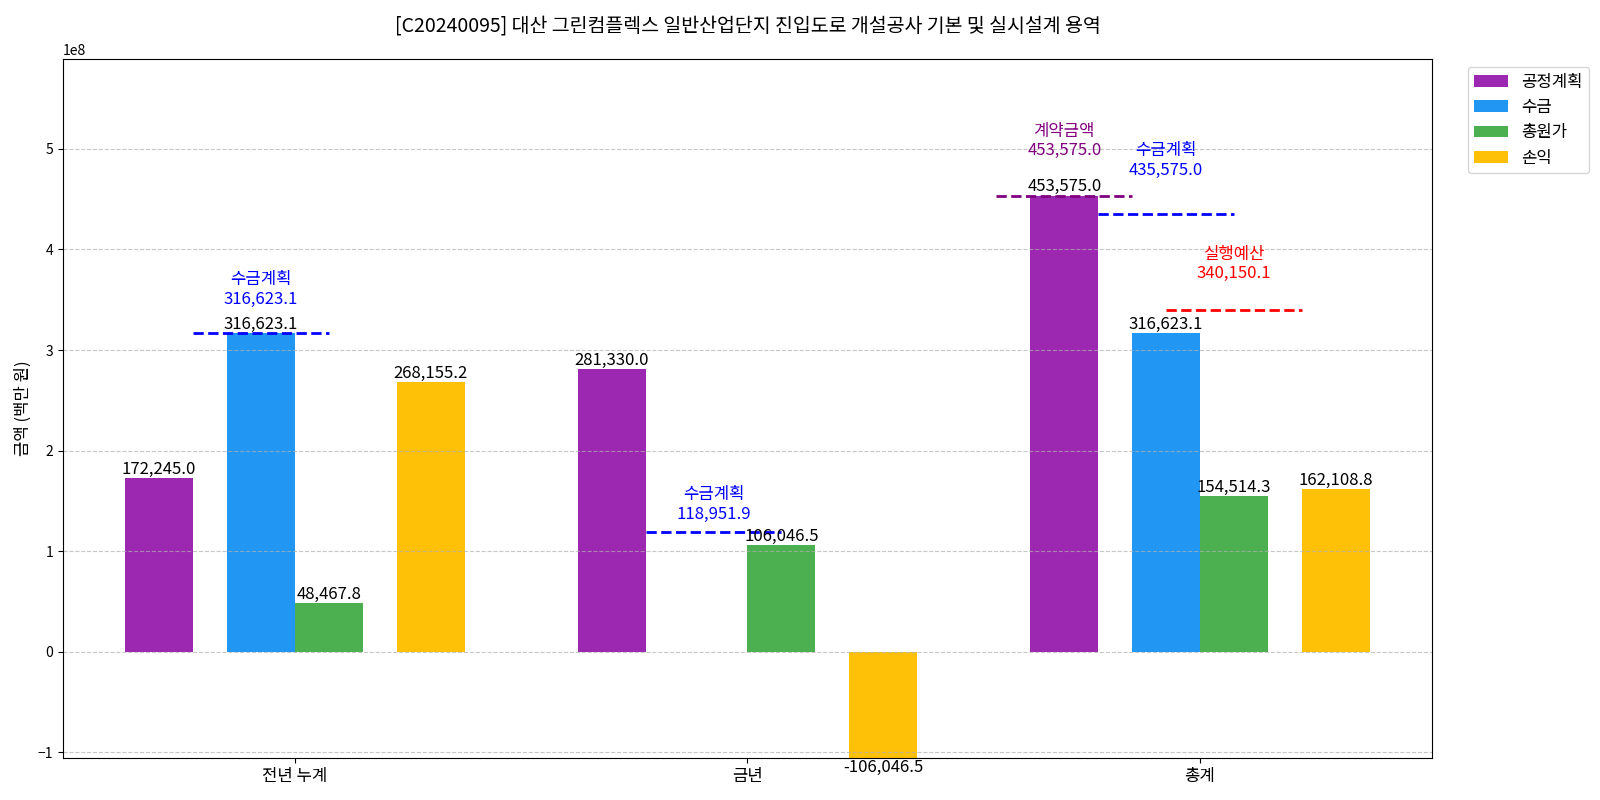 [C20240095] 대산 그린컴플렉스 일반산업단지 진입도로 개설공사 기본 및 실시설계 용역
1e8
공정계획
수금
총원가
손익
계약금액
453,575.0
수금계획
435,575.0
453,575.0
실행예산
340,150.1
수금계획
316,623.1
316,623.1
316,623.1
281,330.0
268,155.2
172,245.0
수금계획
118,951.9
106,046.5
154,514.3
162,108.8
48,467.8
-106,046.5
5
4
3
2
1
0
−1
금액 (백만 원)
전년 누계
금년
총계